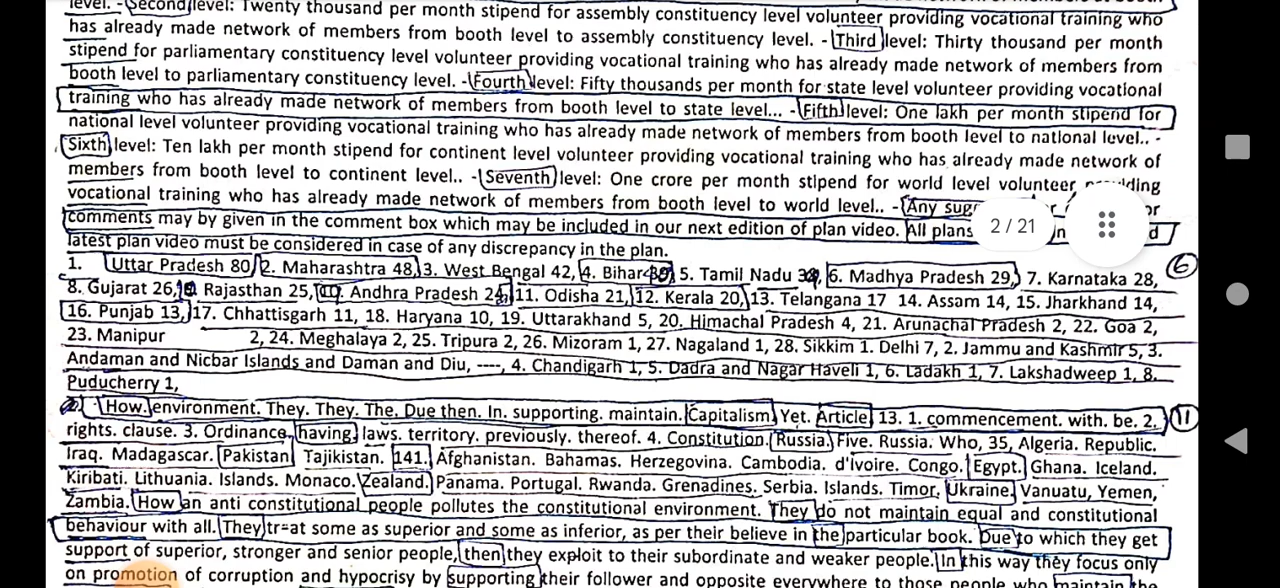 level. -Second level: Twenty thousand per month stipend for assembly constituency level volunteer providing vocational training who
has already made network of members from booth level to assembly constituency level. -Third level: Thirty thousand per month
stipend for parliamentary constituency level volunteer providing vocational training who has already made network of members from
booth level to parliamentary constituency level. -Fourth level: Fifty thousands per month for state level volunteer providing vocational
training who has already made network of members from booth level to state level... -Fifth level: One lakh per month stipend for
national level volunteer providing vocational training who has already made network of members from booth level to national level.. -
Sixth level: Ten lakh per month stipend for continent level volunteer providing vocational training who has already made network of
members from booth level to continent level.. -Seventh level: One crore per month stipend for world level volunteer
vocational training who has already made network of members from booth level to world level.. -Any
comments may by given in the comment box which may be included in our next edition of plan video. All plans
2 / 21
latest plan video must be considered in case of any discrepancy in the plan.
6
1. Uttar Pradesh 80, 2. Maharashtra 48, 3. West Bengal 42, 4. Bihar 5. Tamil Nadu 6. Madhya Pradesh 29, 7. Karnataka 28,
8. Gujarat 26, Rajasthan 25, Andhra Pradesh 11. Odisha 21, 12. Kerala 20, 13. Telangana 17 14. Assam 14, 15. Jharkhand 14,
16. Punjab 13, 17. Chhattisgarh 11, 18. Haryana 10, 19. Uttarakhand 5, 20. Himachal Pradesh 4, 21. Arunachal Pradesh 2, 22. Goa 2,
23. Manipur 2, 24. Meghalaya 2, 25. Tripura 2, 26. Mizoram 1, 27. Nagaland 1, 28. Sikkim 1. Delhi 7, 2. Jammu and Kashmir 5, 3.
Andaman and Nicbar Islands and Daman and Diu, ----, 4. Chandigarh 1, 5. Dadra and Nagar Haveli 1, 6. Ladakh 1, 7. Lakshadweep 1, 8.
Puducherry 1,
How. environment. They. They. The. Due then. In. supporting. maintain. Capitalism Yet. Article 13. 1. commencement. with. be. 2.
11
rights. clause. 3. Ordinance. having. laws. territory. previously. thereof. 4. Constitution. Russia. Five. Russia. Who, 35, Algeria. Republic.
Iraq. Madagascar. Pakistan Tajikistan. 141. Afghanistan. Bahamas. Herzegovina. Cambodia. d'Ivoire. Congo. Egypt. Ghana. Iceland.
Kiribati. Lithuania. Islands. Monaco. Zealand. Panama. Portugal. Rwanda. Grenadines. Serbia. Islands. Timor, Ukraine, Vanuatu, Yemen,
Zambia. How an anti constitutional people pollutes the constitutional environment. They do not maintain equal and constitutional
behaviour with all. They treat some as superior and some as inferior, as per their believe in the particular book. Due to which they get
support of superior, stronger and senior people, then they exploit to their subordinate and weaker people. In this way they focus only
on promotion of corruption and hypocrisy by supporting their follower and opposite everywhere to those people who maintain the